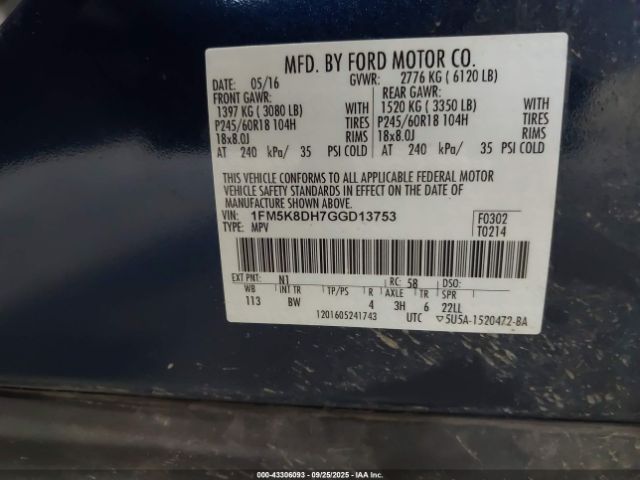 MFD. BY FORD MOTOR CO.
DATE: 05/16 GVWR: 2776 KG ( 6120 LB)
FRONT GAWR: REAR GAWR:
1397 KG ( 3080 LB) WITH 1520 KG ( 3350 LB) WITH
P245/60R18 104H TIRES P245/60R18 104H TIRES
18x8.0J RIMS 18x8.0J RIMS
AT 240 kPa/ 35 PSI COLD AT 240 kPa/ 35 PSI COLD
THIS VEHICLE CONFORMS TO ALL APPLICABLE FEDERAL MOTOR
VEHICLE SAFETY STANDARDS IN EFFECT ON THE DATE OF
MANUFACTURE SHOWN ABOVE.
VIN: 1FM5K8DH7GGD13753 F0302
TYPE: MPV T0214
EXT PNT: N1 RC: 58 DSO:
WB INT TR TP/PS R AXLE TR SPR
113 BW 4 3H 6 22LL
1201605241743 UTC ▽5U5A-1520472-BA
000-43306093 - 09/25/2025 - IAAI.COM